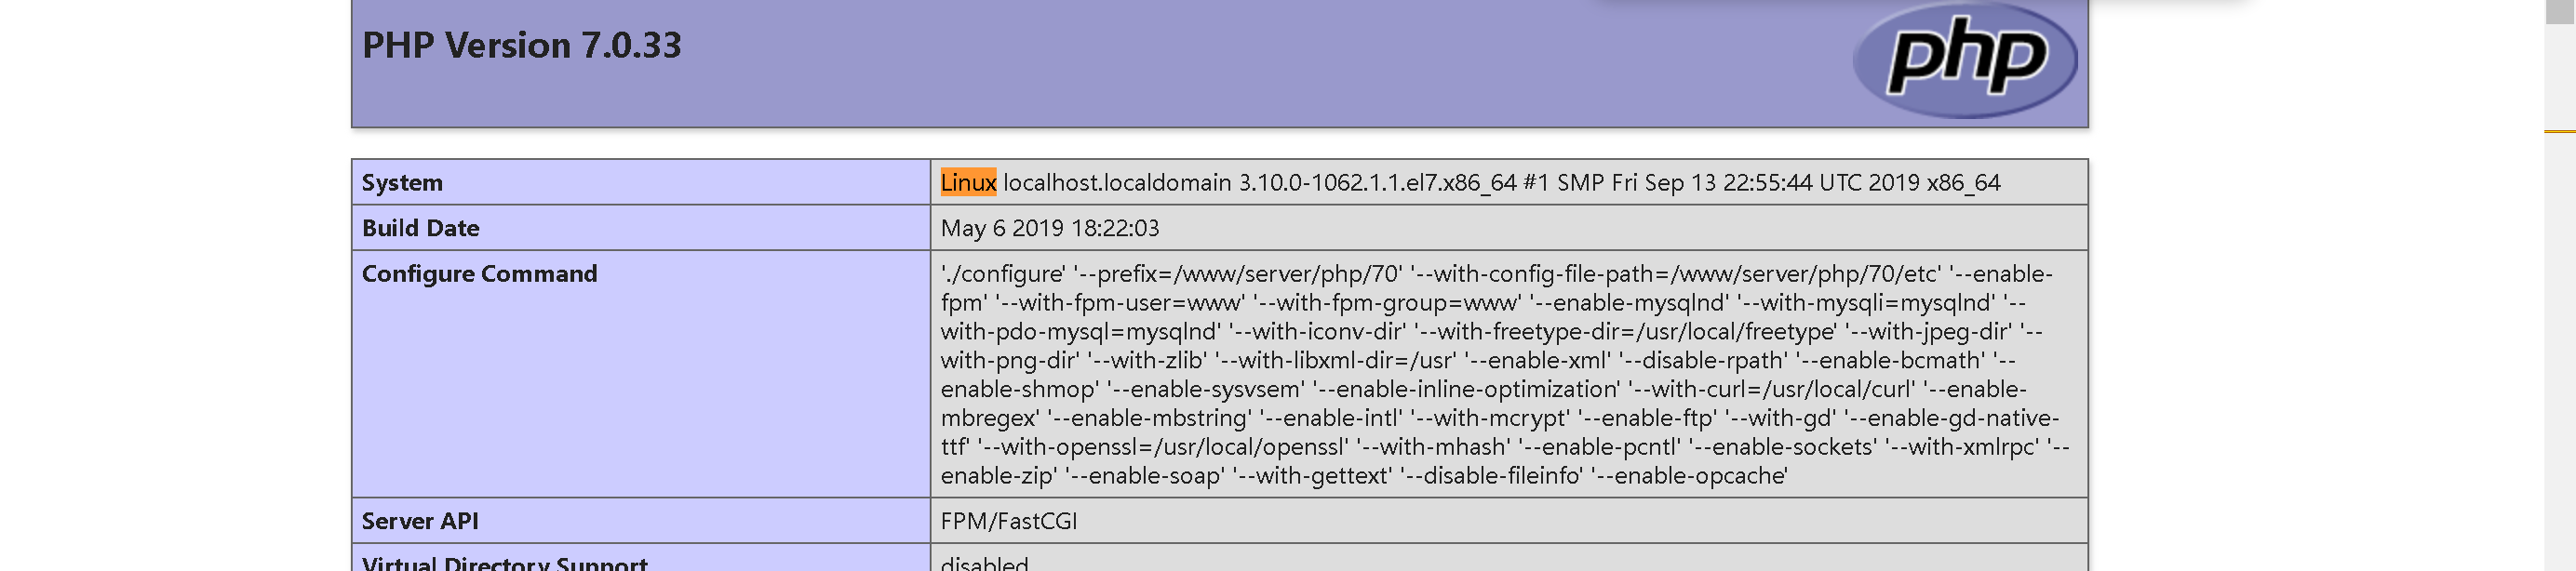 PHP Version 7.0.33
php
System
Linux localhost.localdomain 3.10.0-1062.1.1.el7.x86_64 #1 SMP Fri Sep 13 22:55:44 UTC 2019 x86_64
Build Date
May 6 2019 18:22:03
Configure Command
'./configure' '--prefix=/www/server/php/70' '--with-config-file-path=/www/server/php/70/etc' '--enable-
fpm' '--with-fpm-user=www' '--with-fpm-group=www' '--enable-mysqlnd' '--with-mysqli=mysqlnd' '--
with-pdo-mysql=mysqlnd' '--with-iconv-dir' '--with-freetype-dir=/usr/local/freetype' '--with-jpeg-dir' '--
with-png-dir' '--with-zlib' '--with-libxml-dir=/usr' '--enable-xml' '--disable-rpath' '--enable-bcmath' '--
enable-shmop' '--enable-sysvsem' '--enable-inline-optimization' '--with-curl=/usr/local/curl' '--enable-
mbregex' '--enable-mbstring' '--enable-intl' '--with-mcrypt' '--enable-ftp' '--with-gd' '--enable-gd-native-
ttf' '--with-openssl=/usr/local/openssl' '--with-mhash' '--enable-pcntl' '--enable-sockets' '--with-xmlrpc' '--
enable-zip' '--enable-soap' '--with-gettext' '--disable-fileinfo' '--enable-opcache'
Server API
FPM/FastCGI
Virtual Directory Support
disabled